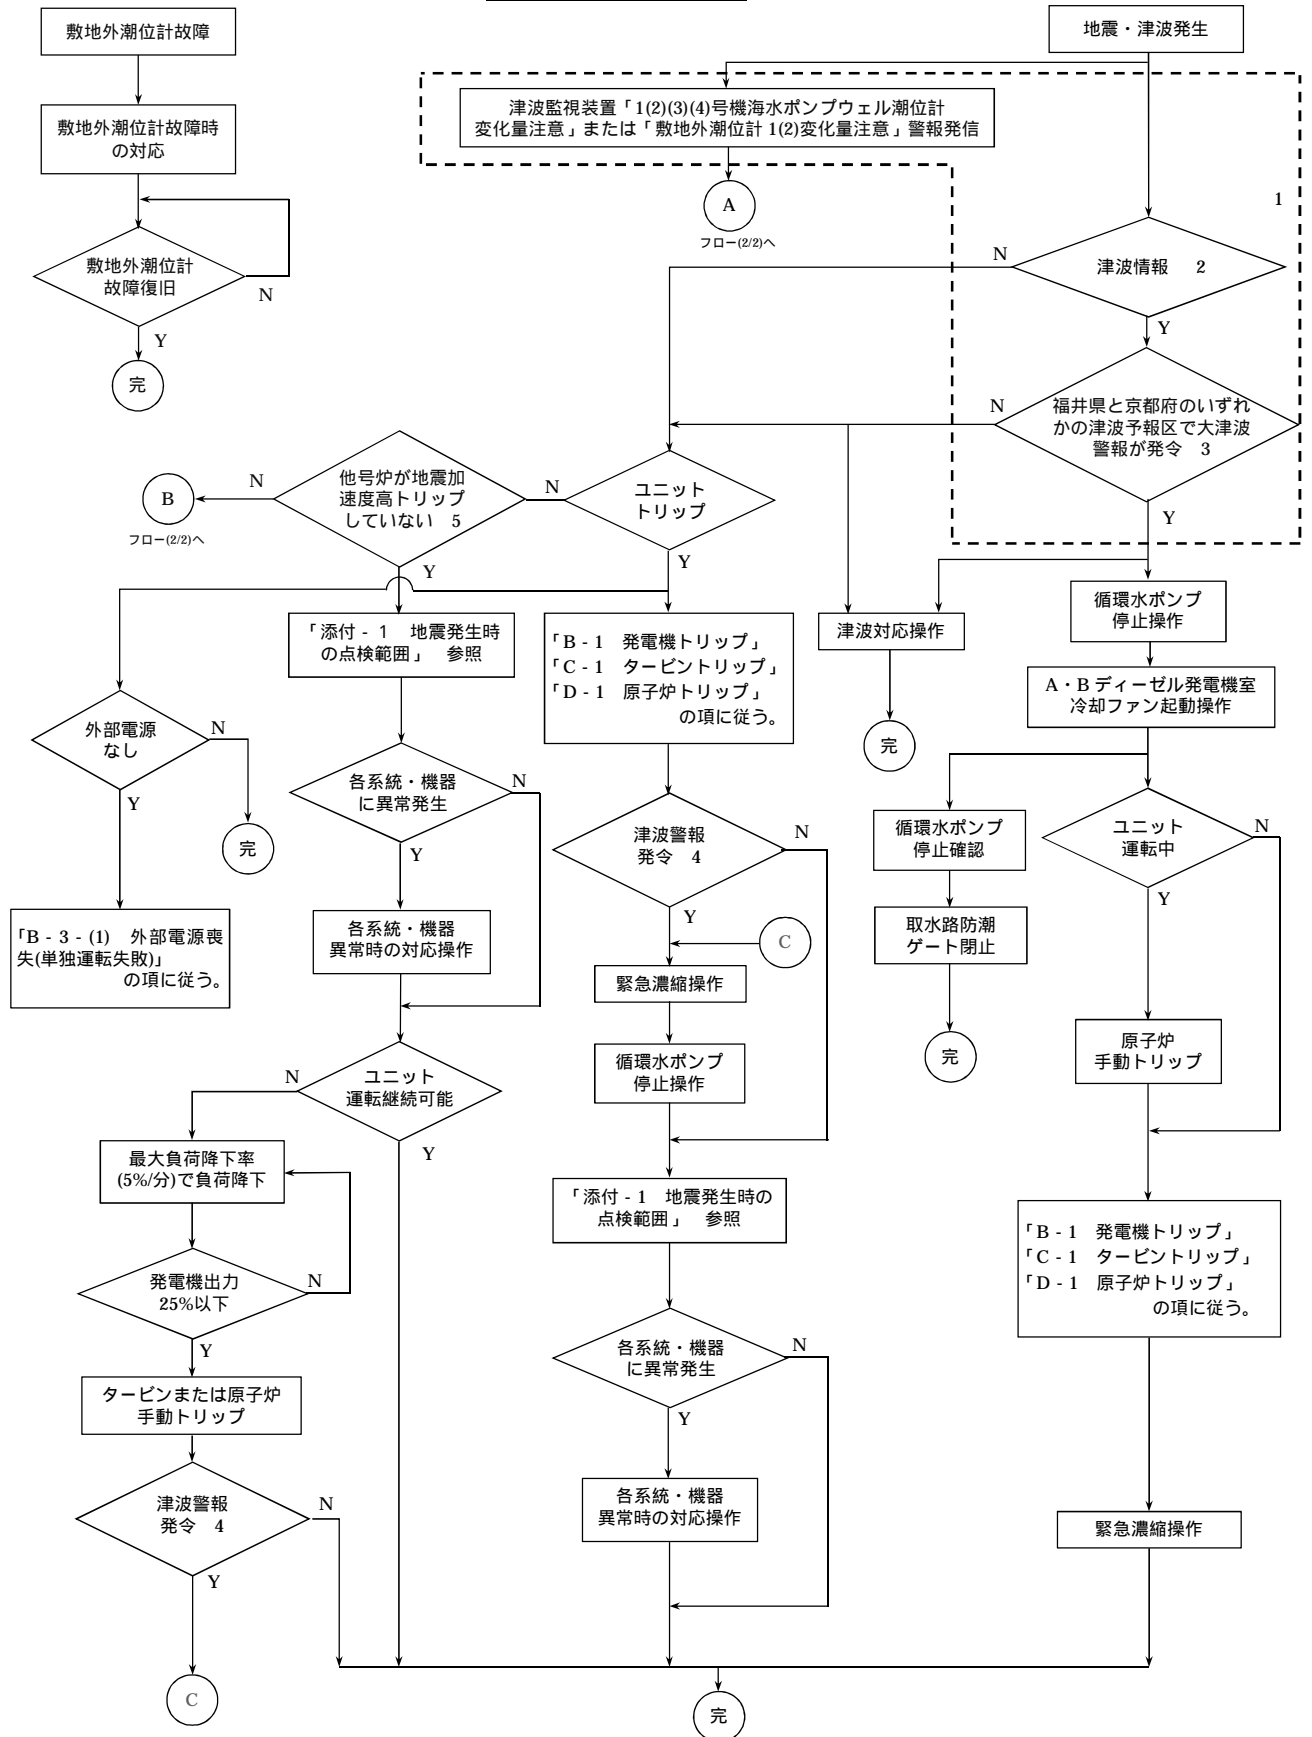 敷地外潮位計故障
敷地外潮位計故障時
の対応
敷地外潮位計
故障復旧
N
Y
完
地震・津波発生
津波監視装置「1(2)(3)(4)号機海水ポンプウェル潮位計
変化量注意」または「敷地外潮位計 1(2)変化量注意」警報発信
A
フロー(2/2)へ
1
津波情報 2
N
Y
福井県と京都府のいずれ
かの津波予報区で大津波
警報が発令 3
N
Y
ユニット
トリップ
N
Y
他号炉が地震加
速度高トリップ
していない 5
N
Y
B
フロー(2/2)へ
外部電源
なし
N
Y
完
「B - 3 - (1) 外部電源喪
失(単独運転失敗)」
の項に従う。
「添付 - 1 地震発生時
の点検範囲」 参照
各系統・機器
に異常発生
N
Y
各系統・機器
異常時の対応操作
ユニット
運転継続可能
N
Y
最大負荷降下率
(5%/分)で負荷降下
発電機出力
25%以下
N
Y
タービンまたは原子炉
手動トリップ
津波警報
発令 4
N
Y
C
「B - 1 発電機トリップ」
「C - 1 タービントリップ」
「D - 1 原子炉トリップ」
の項に従う。
津波警報
発令 4
N
Y
C
緊急濃縮操作
循環水ポンプ
停止操作
「添付 - 1 地震発生時の
点検範囲」 参照
各系統・機器
に異常発生
N
Y
各系統・機器
異常時の対応操作
完
津波対応操作
完
循環水ポンプ
停止操作
A・B ディーゼル発電機室
冷却ファン起動操作
循環水ポンプ
停止確認
取水路防潮
ゲート閉止
完
ユニット
運転中
N
Y
原子炉
手動トリップ
「B - 1 発電機トリップ」
「C - 1 タービントリップ」
「D - 1 原子炉トリップ」
の項に従う。
緊急濃縮操作